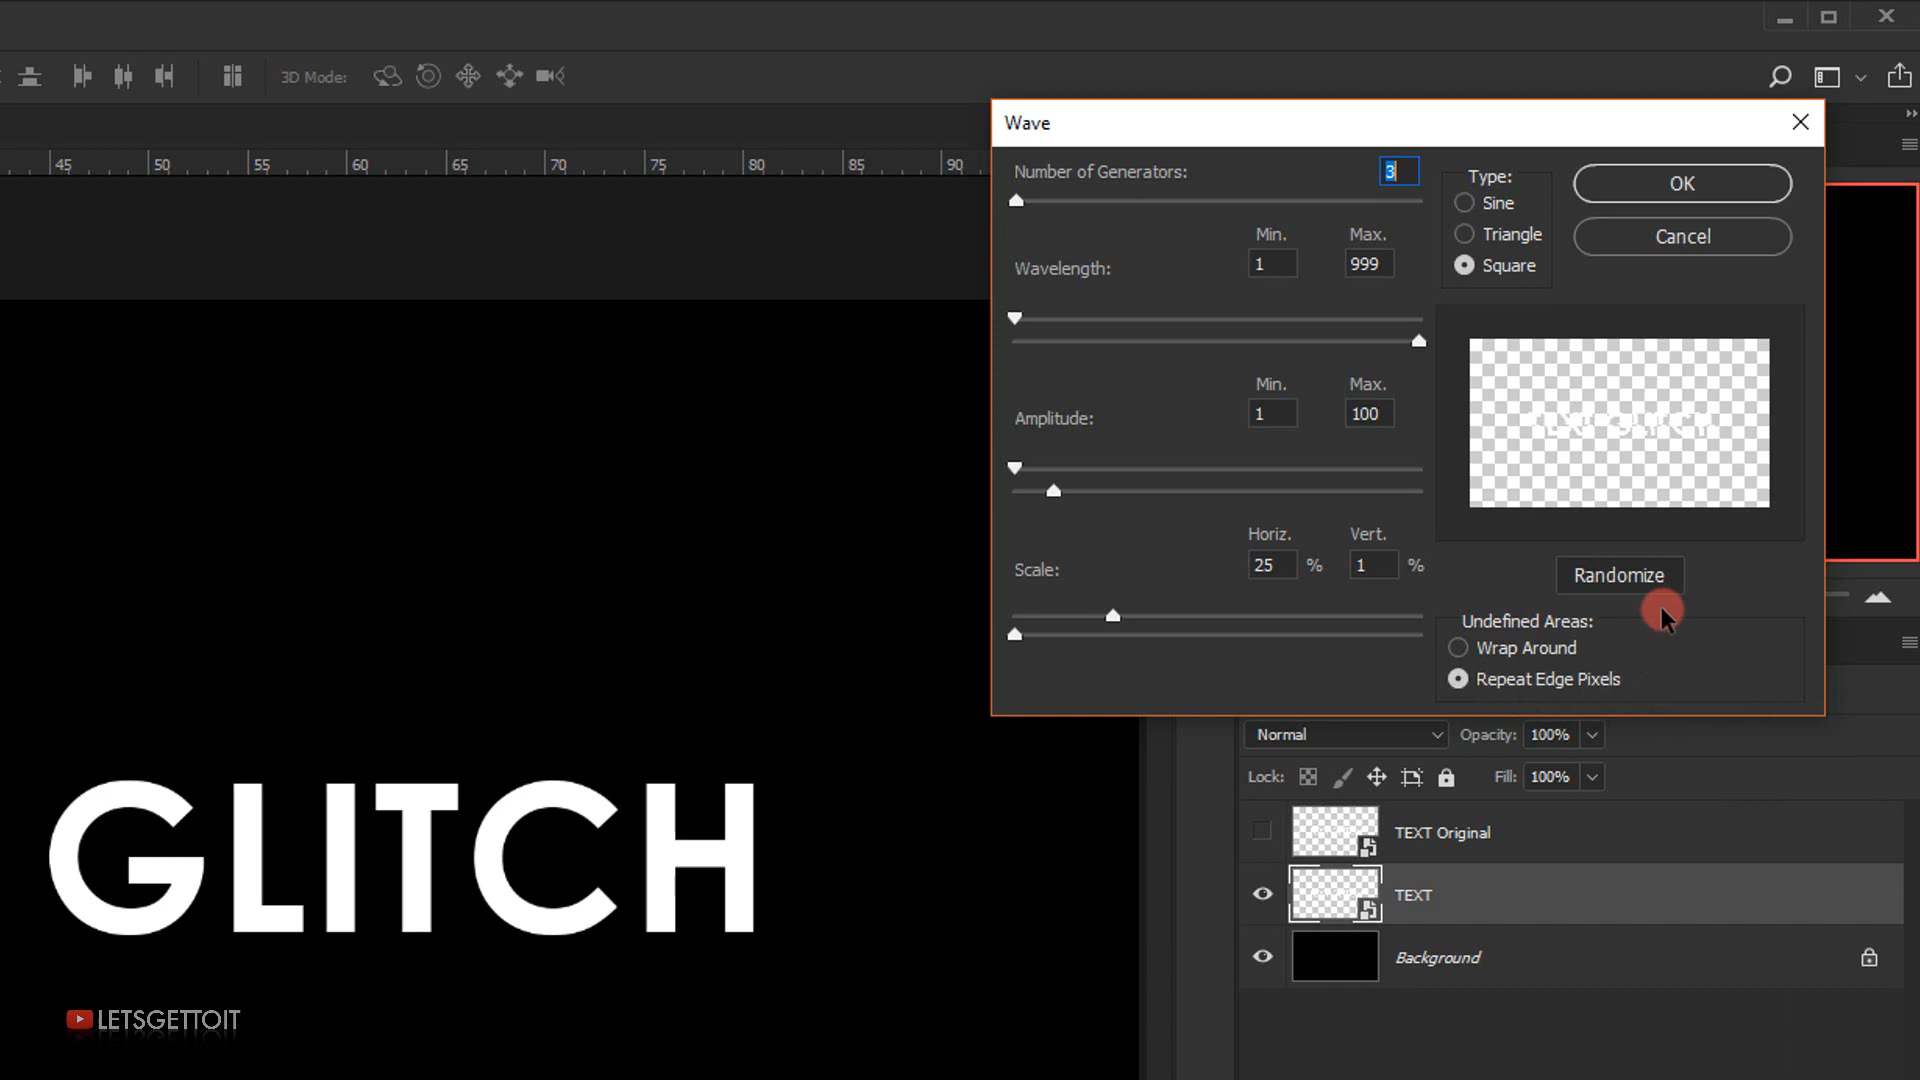 3D Mode:
45 50 55 60 65 70 75 80 85 90
Wave
Number of Generators: 3
Type:
Sine
Triangle
Square
OK
Cancel
Min. Max.
Wavelength: 1 999
Min. Max.
Amplitude: 1 100
TEXT GLITCH
Horiz. Vert.
Scale: 25 % 1 %
Randomize
Undefined Areas:
Wrap Around
Repeat Edge Pixels
Normal Opacity: 100%
Lock: Fill: 100%
TEXT Original
TEXT
Background
GLITCH
LETSGETTOIT